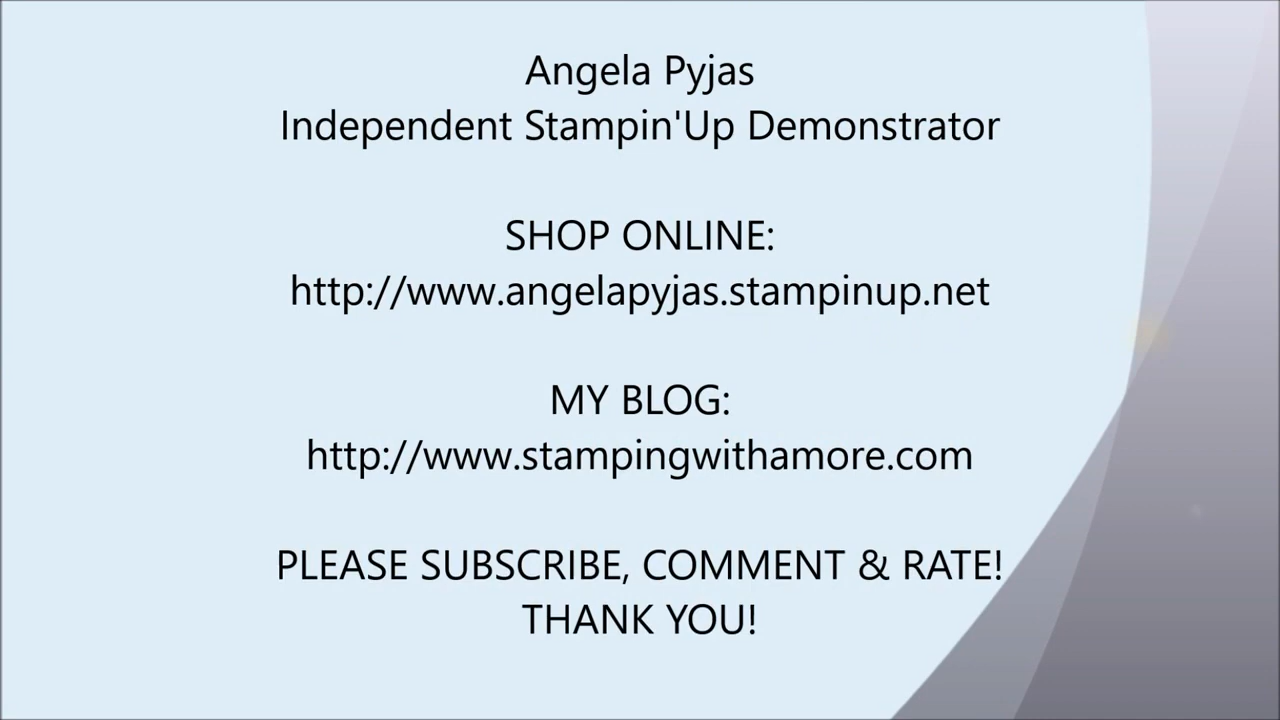 Angela Pyjas
Independent Stampin'Up Demonstrator
SHOP ONLINE:
http://www.angelapyjas.stampinup.net
MY BLOG:
http://www.stampingwithamore.com
PLEASE SUBSCRIBE, COMMENT & RATE!
THANK YOU!